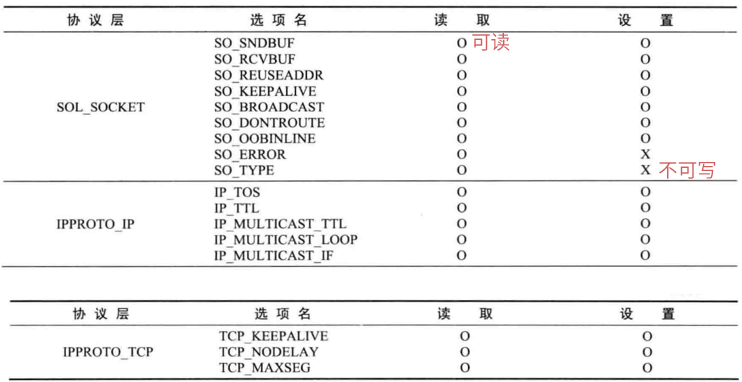 协议层 选项名 读取 设置
SO_SNDBUF O 可读 O
SO_RCVBUF O O
SO_REUSEADDR O O
SO_KEEPALIVE O O
SOL_SOCKET SO_BROADCAST O O
SO_DONTROUTE O O
SO_OOBINLINE O O
SO_ERROR O X
SO_TYPE O X 不可写
IP_TOS O O
IP_TTL O O
IPPROTO_IP IP_MULTICAST_TTL O O
IP_MULTICAST_LOOP O O
IP_MULTICAST_IF O O
协议层 选项名 读取 设置
TCP_KEEPALIVE O O
IPPROTO_TCP TCP_NODELAY O O
TCP_MAXSEG O O